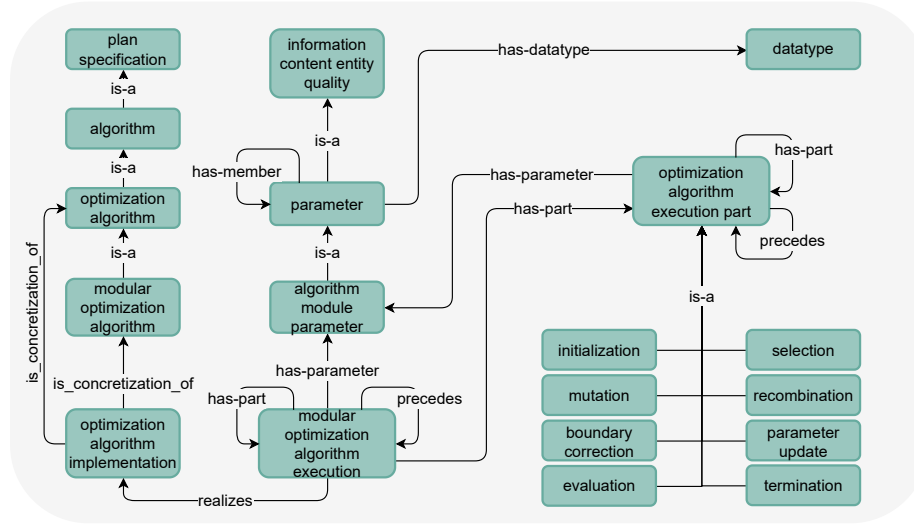 plan
specification
information
content entity
quality
has-datatype
datatype
is-a
algorithm
is-a
is-a
has-member
has-part
optimization
algorithm
parameter
has-parameter
has-part
optimization
algorithm
execution part
precedes
is-a
is-a
is_concretization_of
modular
optimization
algorithm
algorithm
module
parameter
is-a
initialization
selection
is_concretization_of
has-parameter
mutation
recombination
has-part
precedes
optimization
algorithm
implementation
modular
optimization
algorithm
execution
boundary
correction
parameter
update
evaluation
termination
realizes